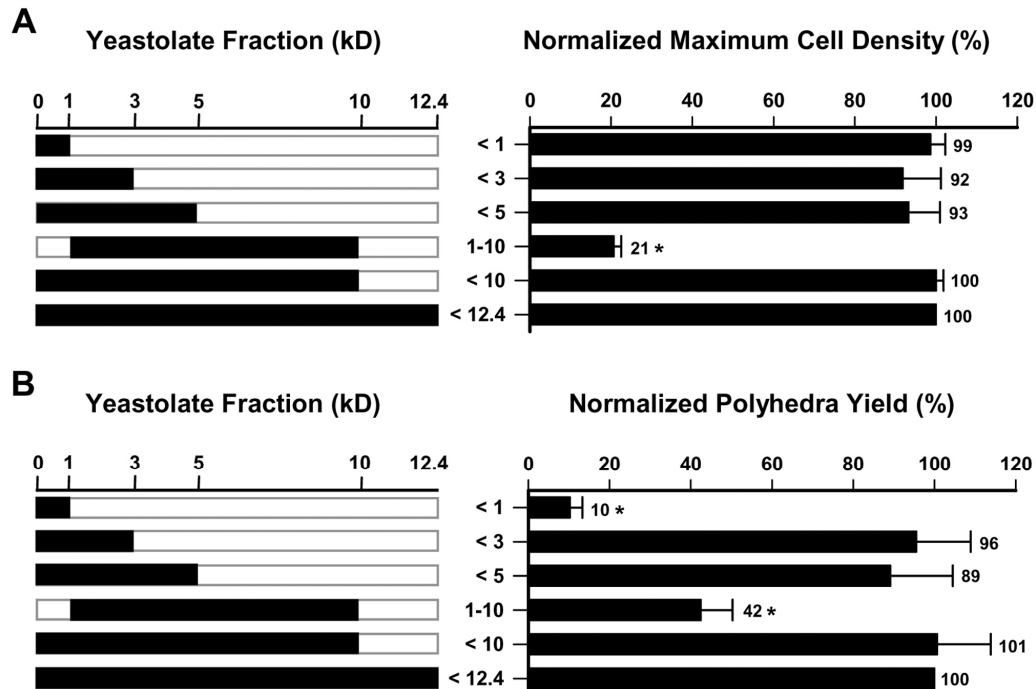 A
Yeastolate Fraction (kD) Normalized Maximum Cell Density (%)
0 1 3 5 10 12.4 0 20 40 60 80 100 120
< 1 99
< 3 92
< 5 93
1-10 21 *
< 10 100
< 12.4 100
B
Yeastolate Fraction (kD) Normalized Polyhedra Yield (%)
0 1 3 5 10 12.4 0 20 40 60 80 100 120
< 1 10 *
< 3 96
< 5 89
1-10 42 *
< 10 101
< 12.4 100